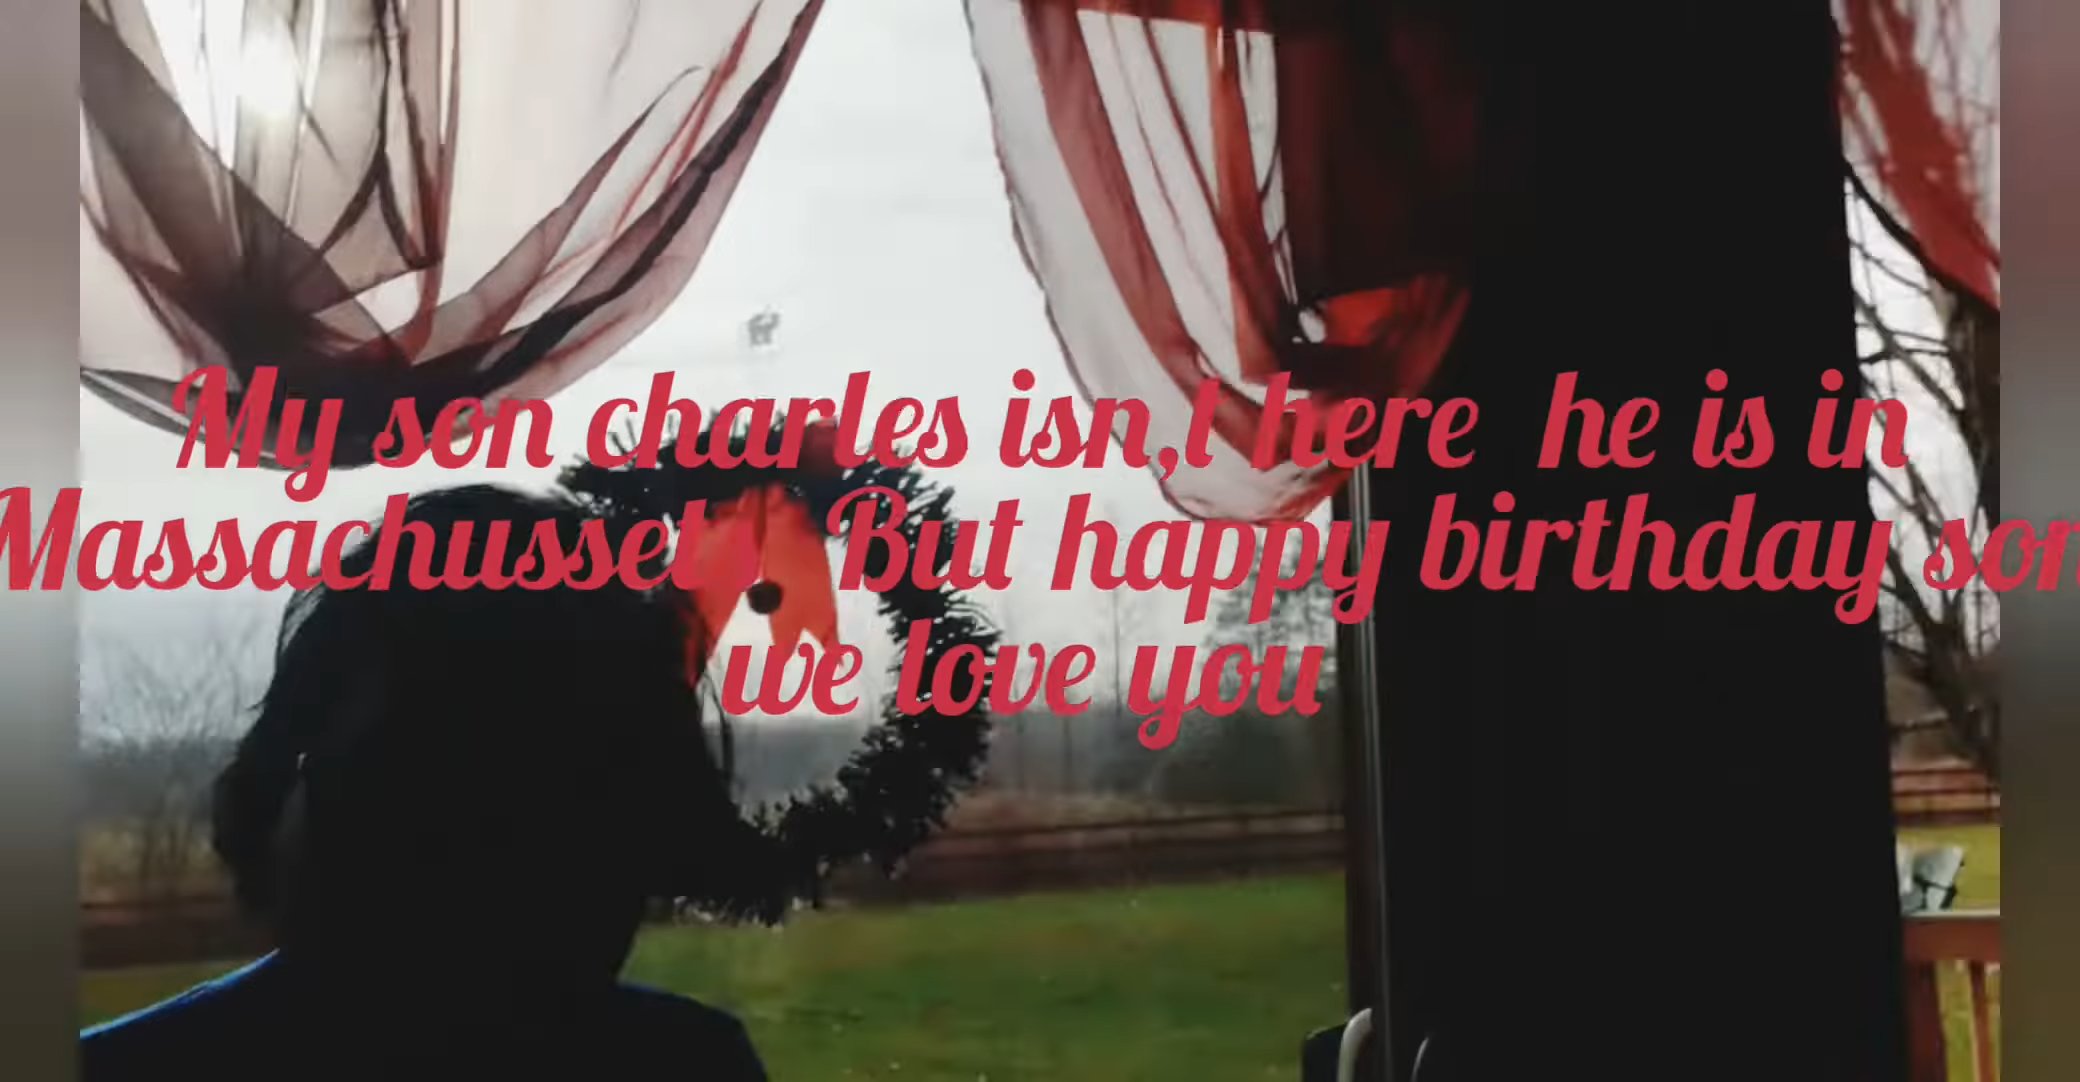 My son charles isn,t here he is in
Massachusset, But happy birthday son
we love you